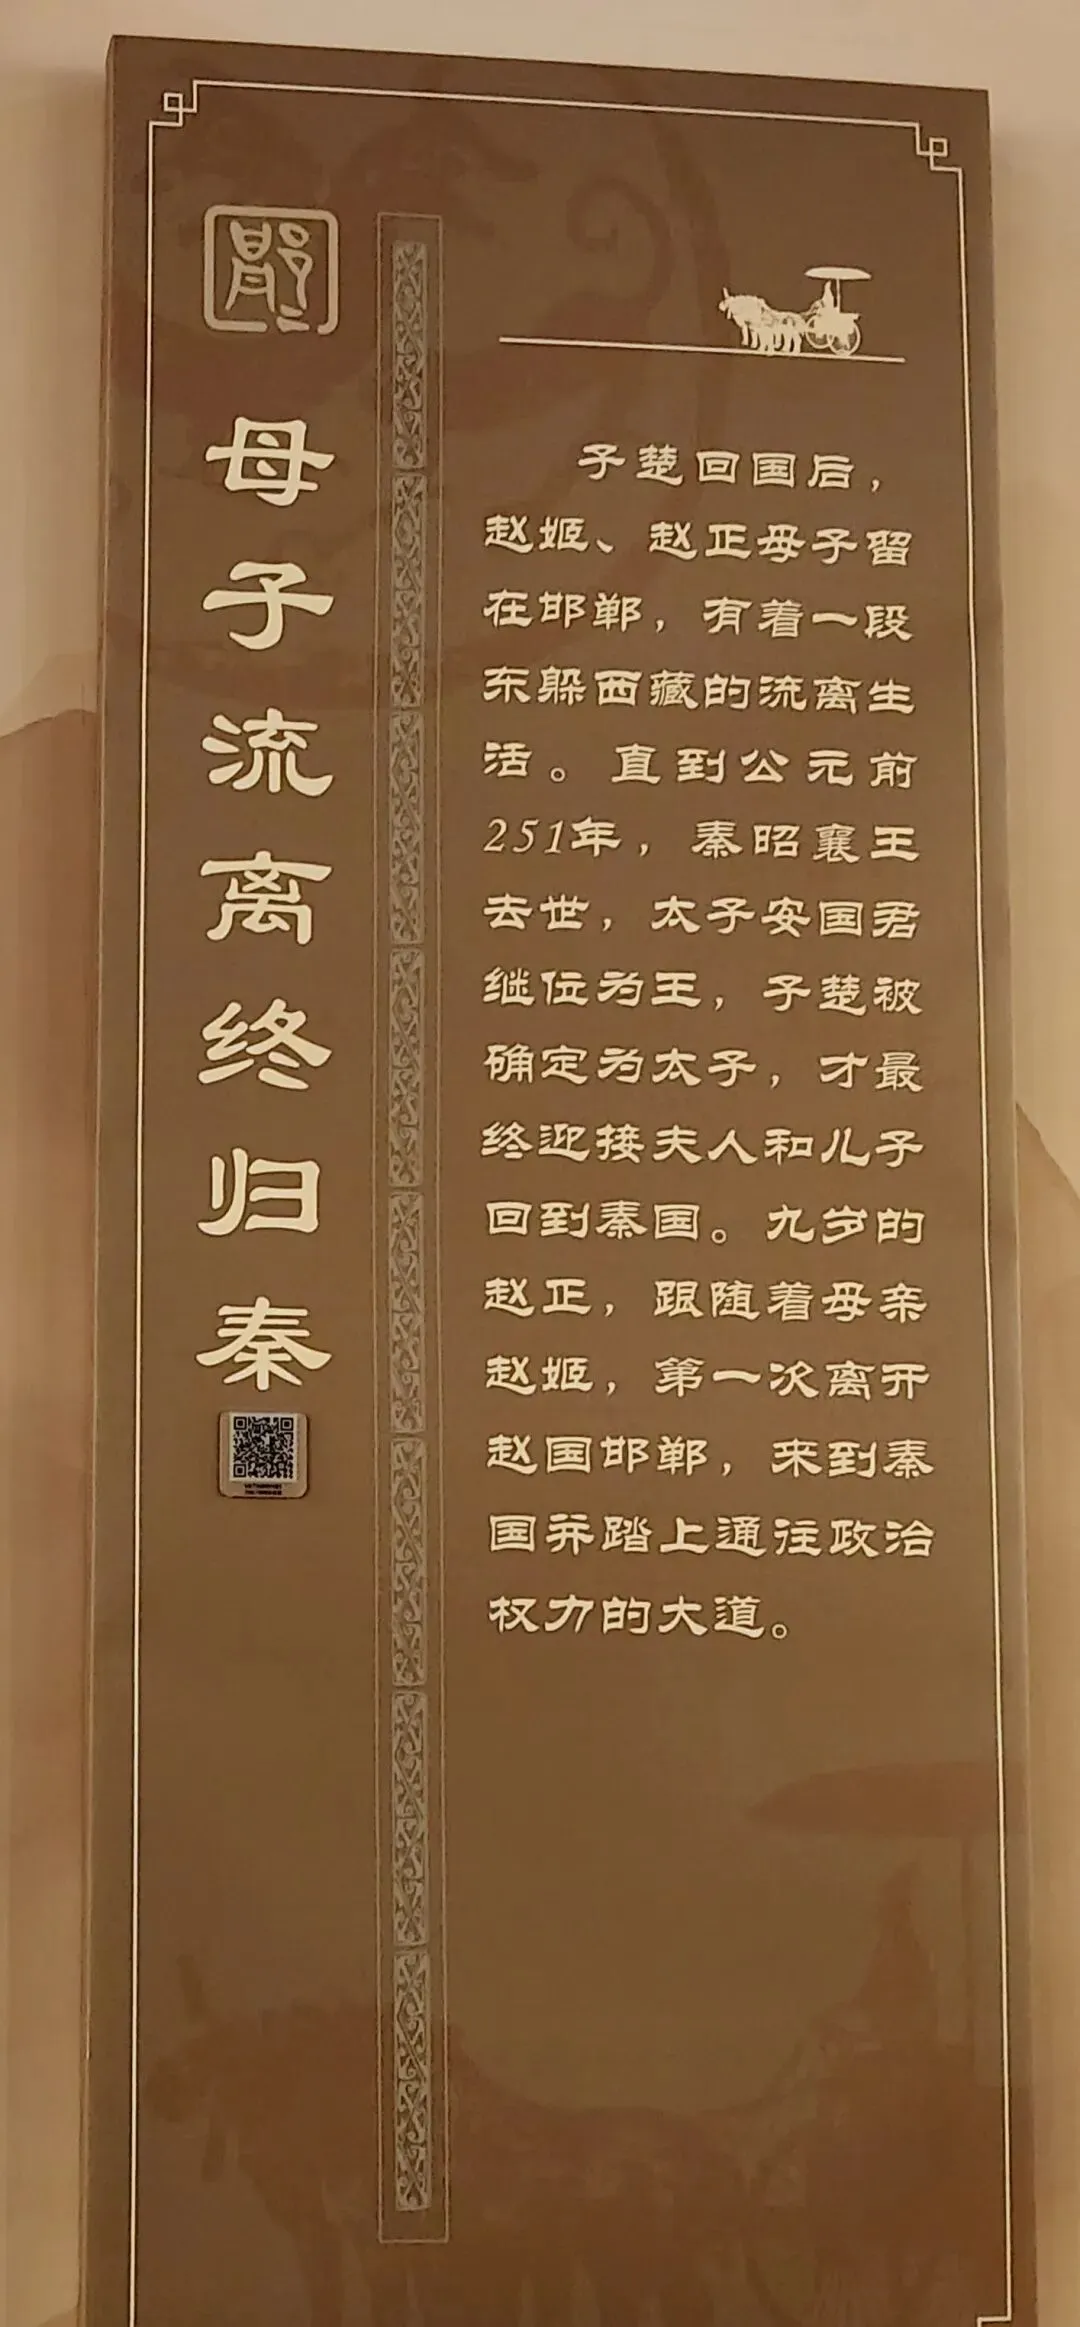 母子流离终归秦
子楚回国后，
赵姬、赵正母子留
在邯郸，有着一段
东躲西藏的流离生
活。直到公元前
251年，秦昭襄王
去世，太子安国君
继位为王，子楚被
确定为太子，才最
终迎接夫人和儿子
回到秦国。九岁的
赵正，跟随着母亲
赵姬，第一次离开
赵国邯郸，来到秦
国并踏上通往政治
权力的大道。